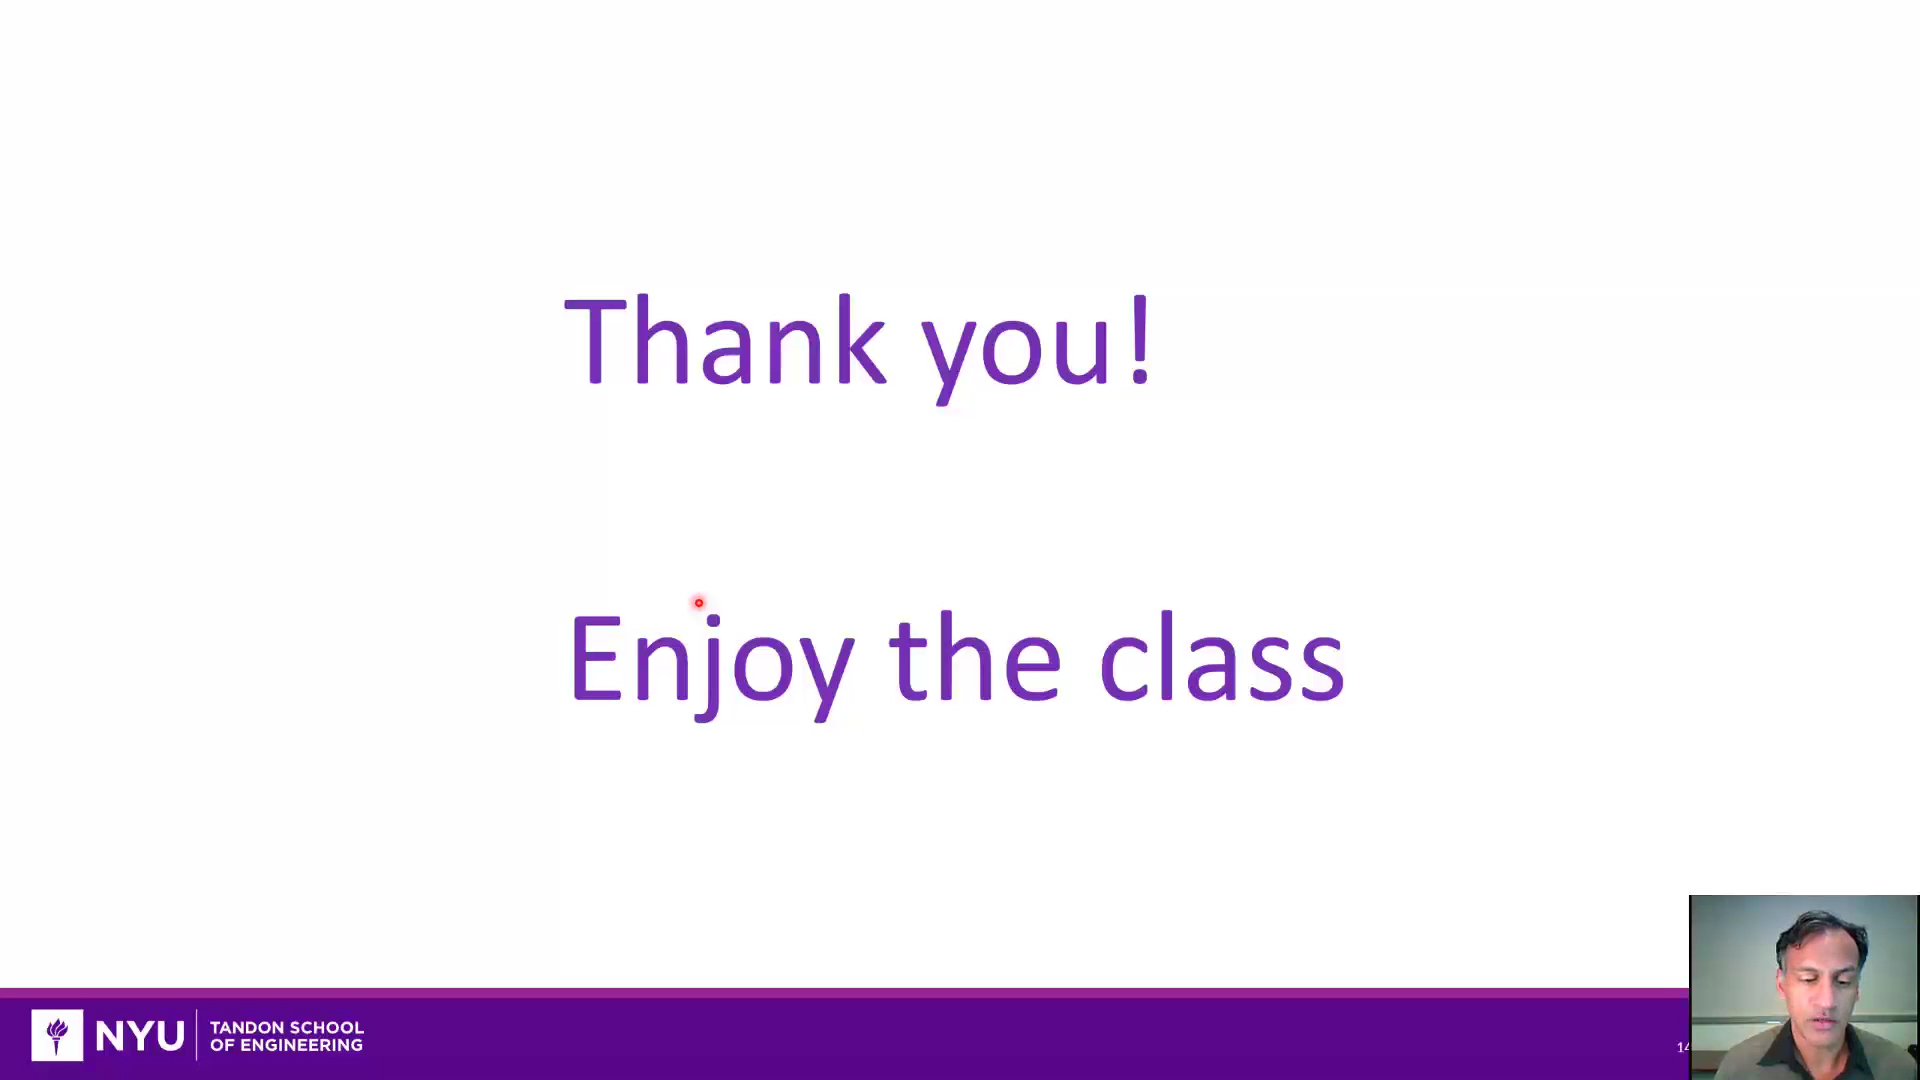 Thank you!
Enjoy the class
NYU
TANDON SCHOOL
OF ENGINEERING